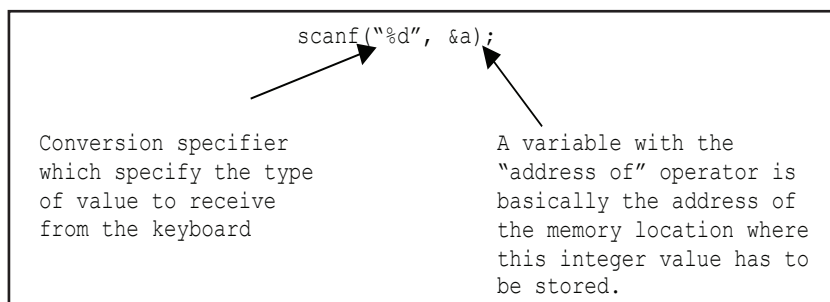 scanf(“%d”, &a);
Conversion specifier
which specify the type
of value to receive
from the keyboard
A variable with the
“address of” operator is
basically the address of
the memory location where
this integer value has to
be stored.